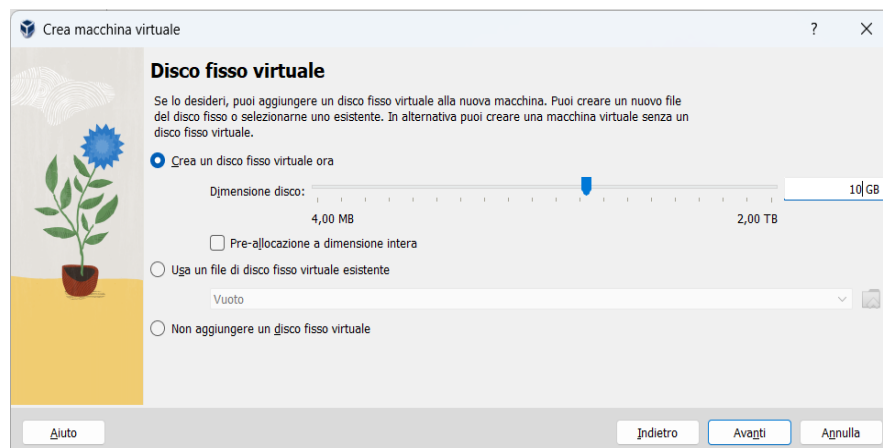 Crea macchina virtuale
?
Disco fisso virtuale
Se lo desideri, puoi aggiungere un disco fisso virtuale alla nuova macchina. Puoi creare un nuovo file
del disco fisso o selezionarne uno esistente. In alternativa puoi creare una macchina virtuale senza un
disco fisso virtuale.
Crea un disco fisso virtuale ora
Dimensione disco:
10 GB
4,00 MB
2,00 TB
Pre-allocazione a dimensione intera
Usa un file di disco fisso virtuale esistente
Vuoto
Non aggiungere un disco fisso virtuale
Aiuto
Indietro
Avanti
Annulla